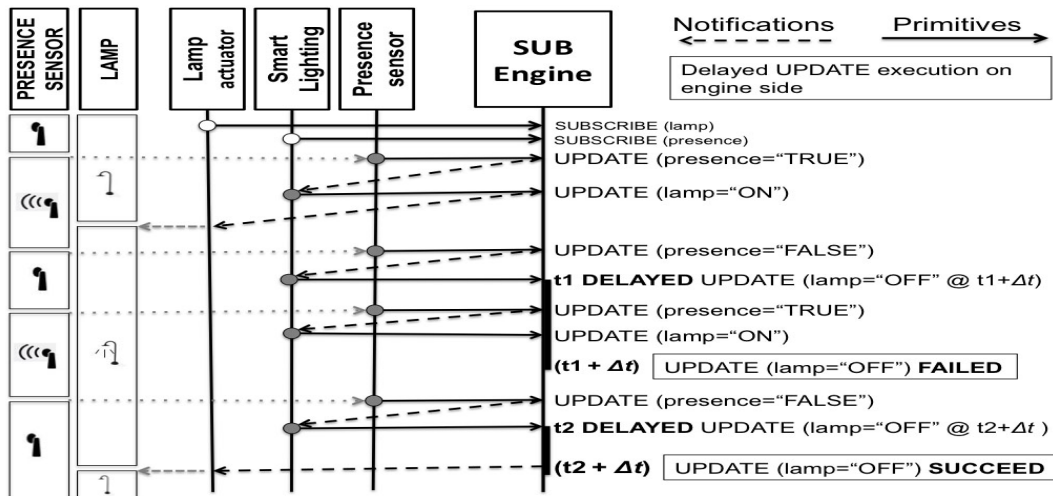 PRESENCE
SENSOR
LAMP
Lamp
actuator
Smart
Lighting
Presence
sensor
SUB
Engine
Notifications
Primitives
Delayed UPDATE execution on
engine side
SUBSCRIBE (lamp)
SUBSCRIBE (presence)
UPDATE (presence=“TRUE”)
UPDATE (lamp=“ON”)
UPDATE (presence=“FALSE”)
t1 DELAYED UPDATE (lamp=“OFF” @ t1+Δt)
UPDATE (presence=“TRUE”)
UPDATE (lamp=“ON”)
(t1 + Δt) UPDATE (lamp=“OFF”) FAILED
UPDATE (presence=“FALSE”)
t2 DELAYED UPDATE (lamp=“OFF” @ t2+Δt )
(t2 + Δt) UPDATE (lamp=“OFF”) SUCCEED